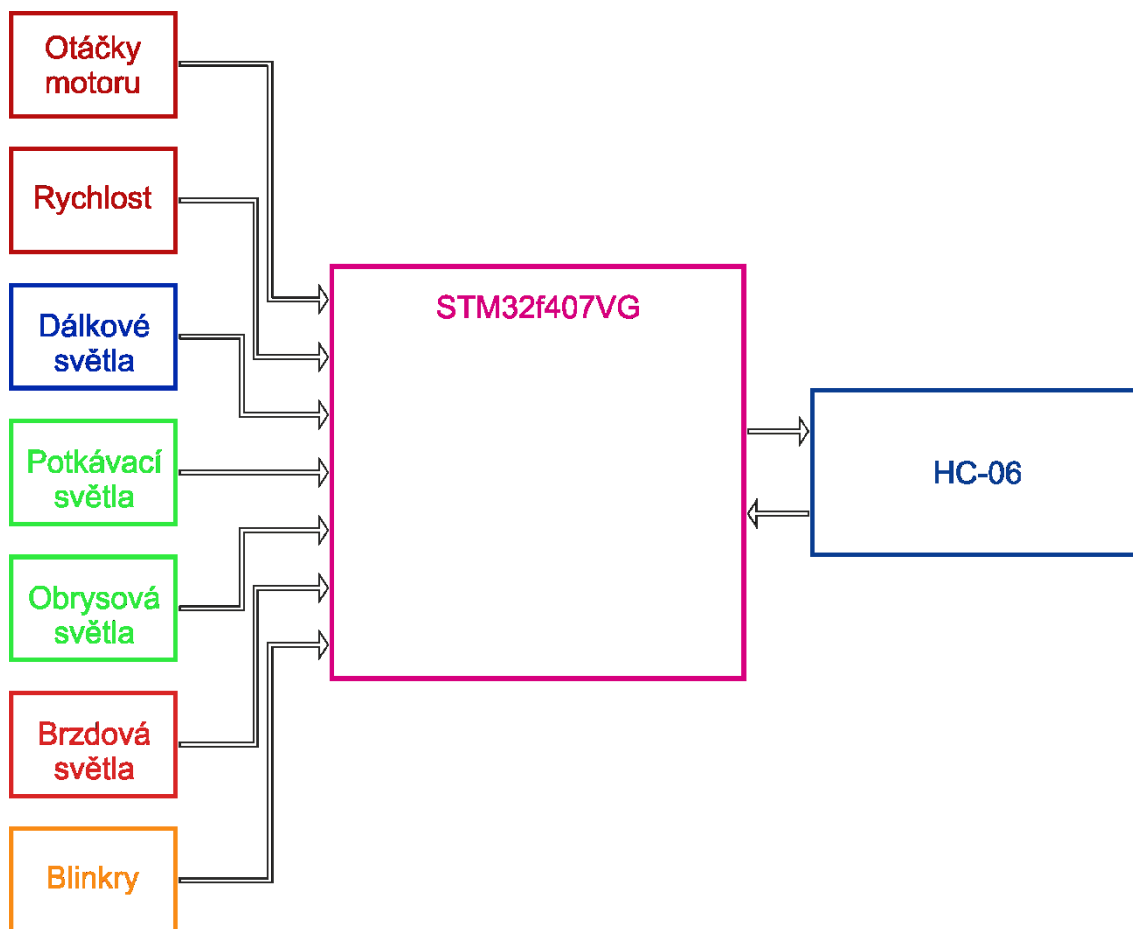 Otáčky
motoru
Rychlost
Dálkové
světla
Potkávací
světla
Obrysová
světla
Brzdová
světla
Blinkry
STM32f407VG
HC-06